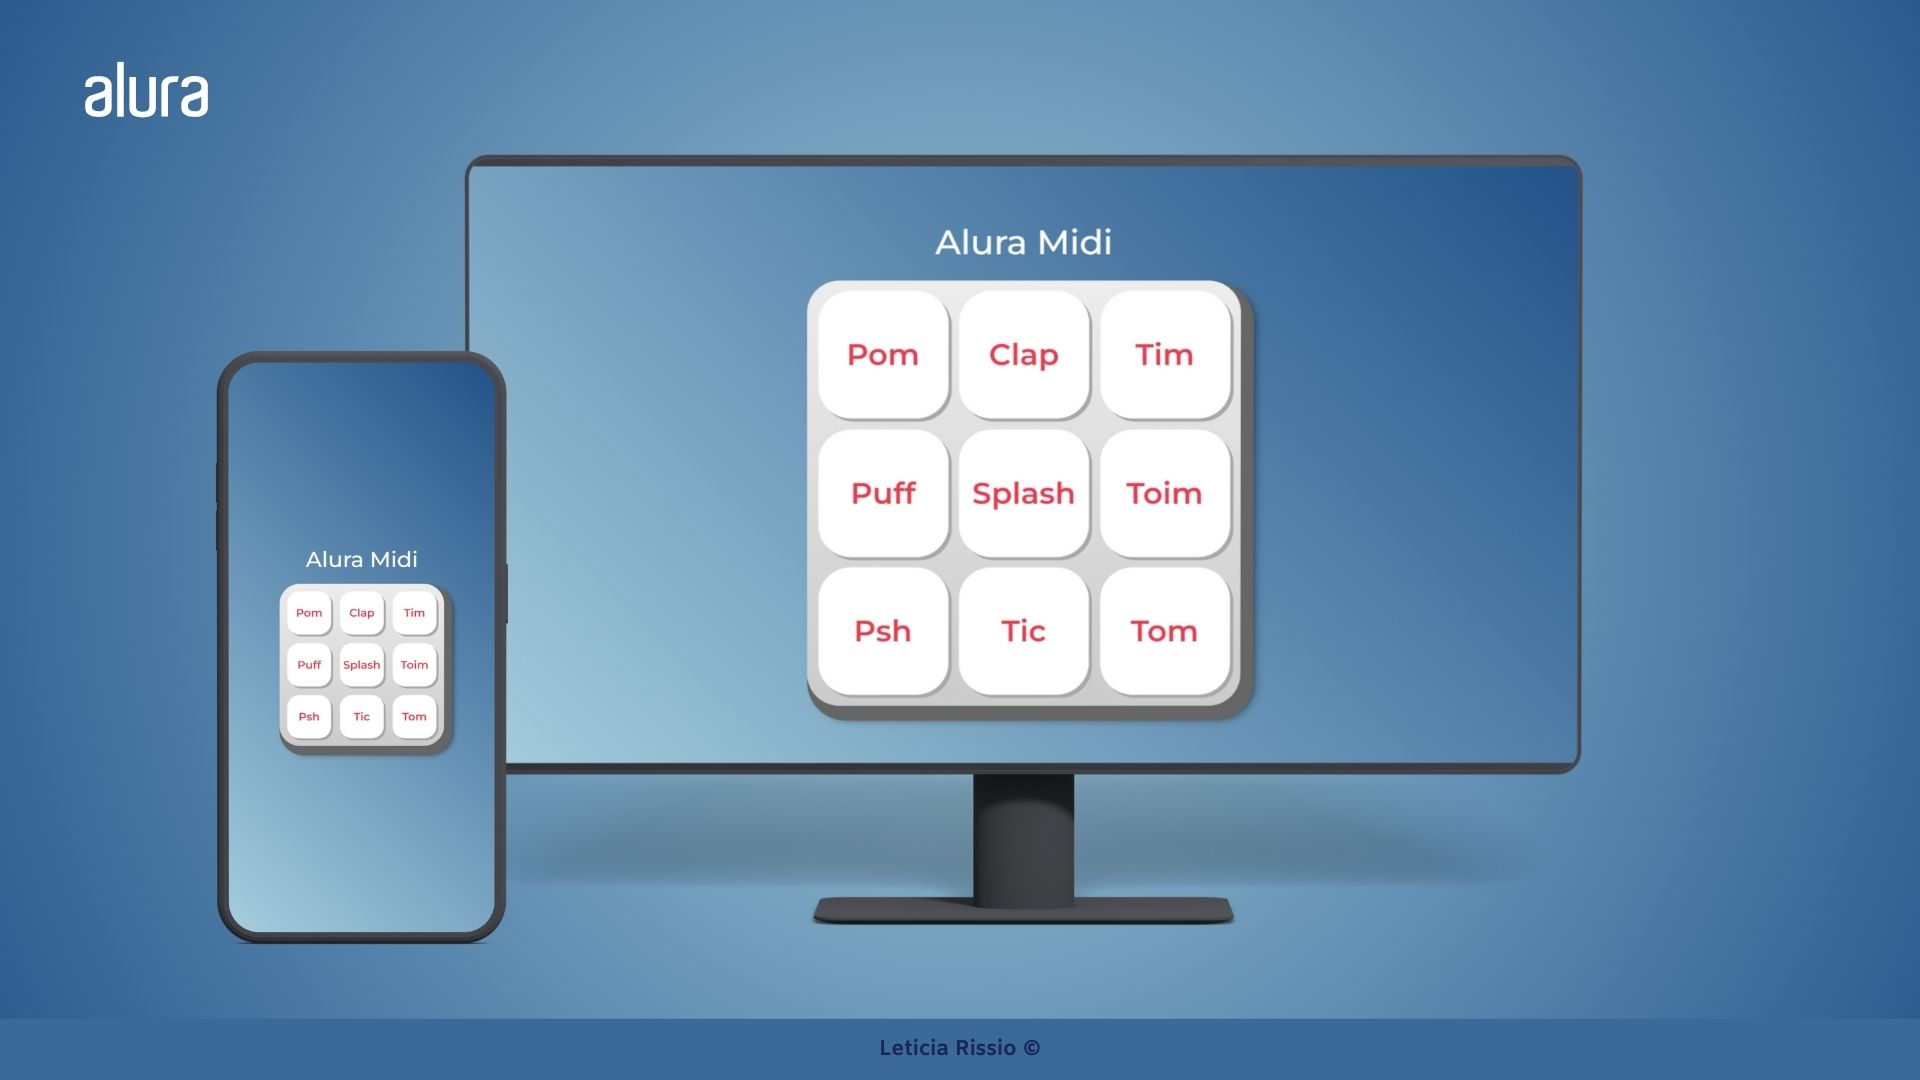 alura
Alura Midi
Pom Clap Tim
Puff Splash Toim
Psh Tic Tom
Alura Midi
Pom Clap Tim
Puff Splash Toim
Psh Tic Tom
Leticia Rissio ©